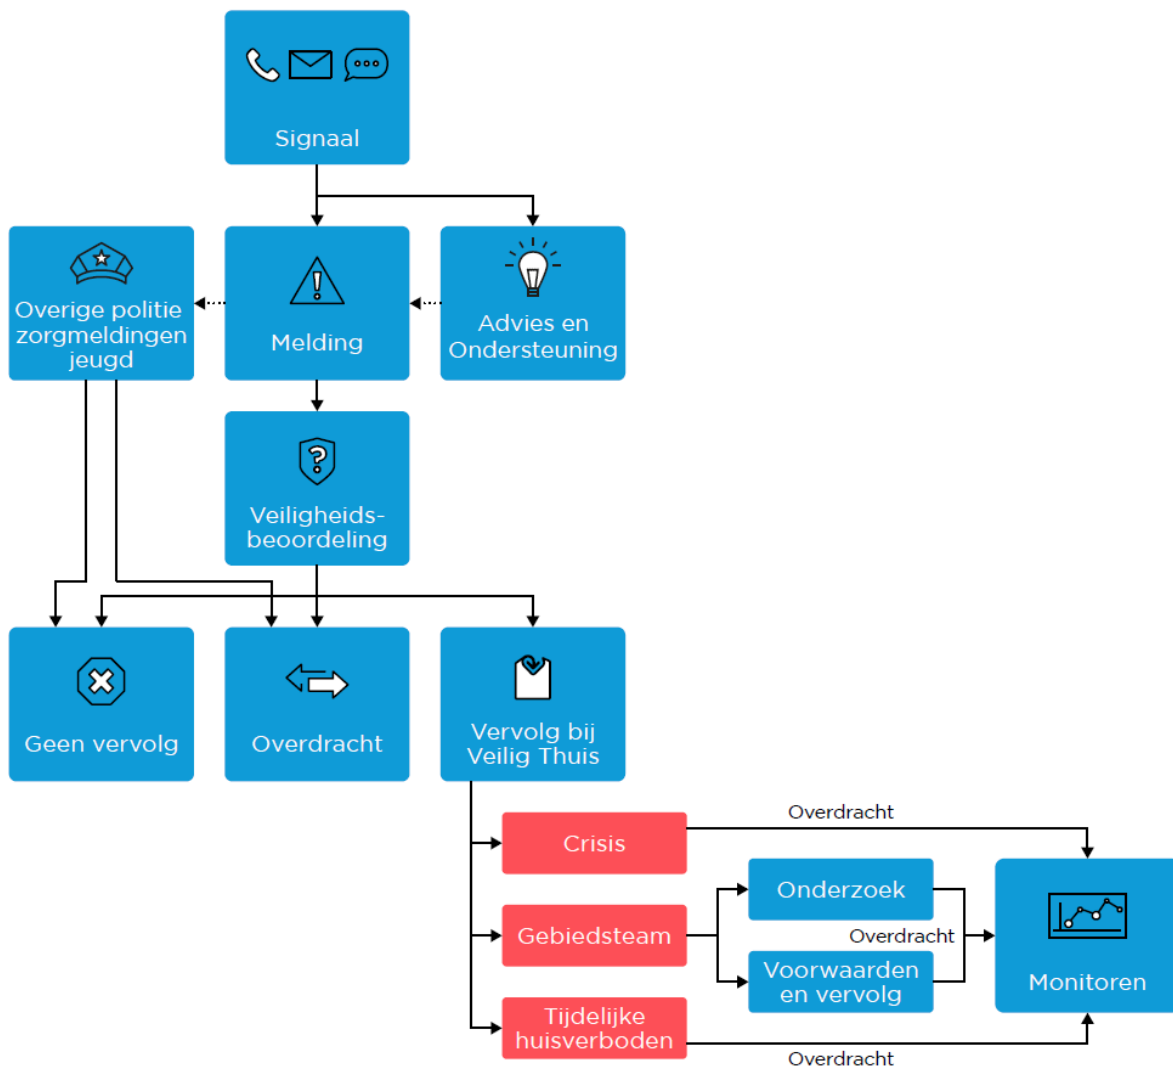 Signaal
Overige politie
zorgmeldingen
jeugd
Melding
Advies en
Ondersteuning
Veiligheids-
beoordeling
Geen vervolg
Overdracht
Vervolg bij
Veilig Thuis
Crisis
Overdracht
Gebiedsteam
Onderzoek
Overdracht
Voorwaarden
en vervolg
Monitoren
Tijdelijke
huisverboden
Overdracht